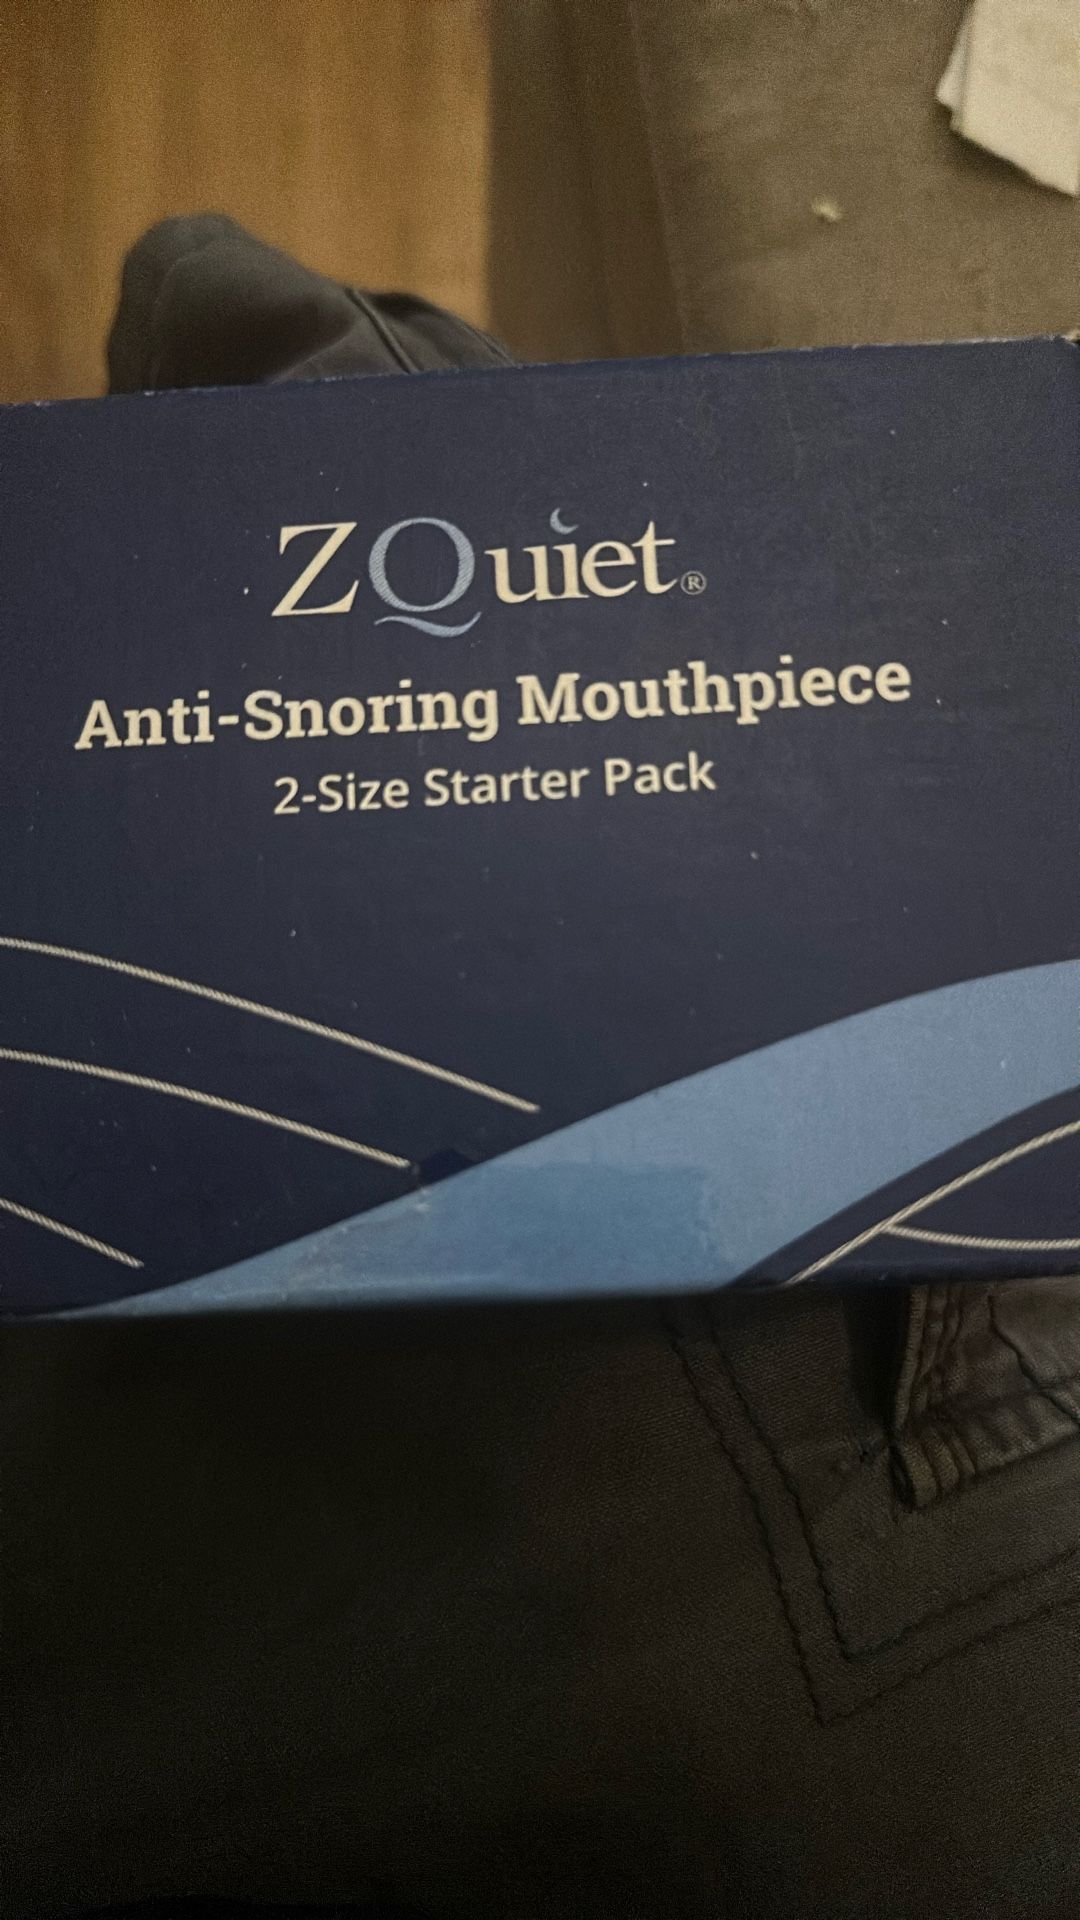 ZQuiet®
Anti-Snoring Mouthpiece
2-Size Starter Pack